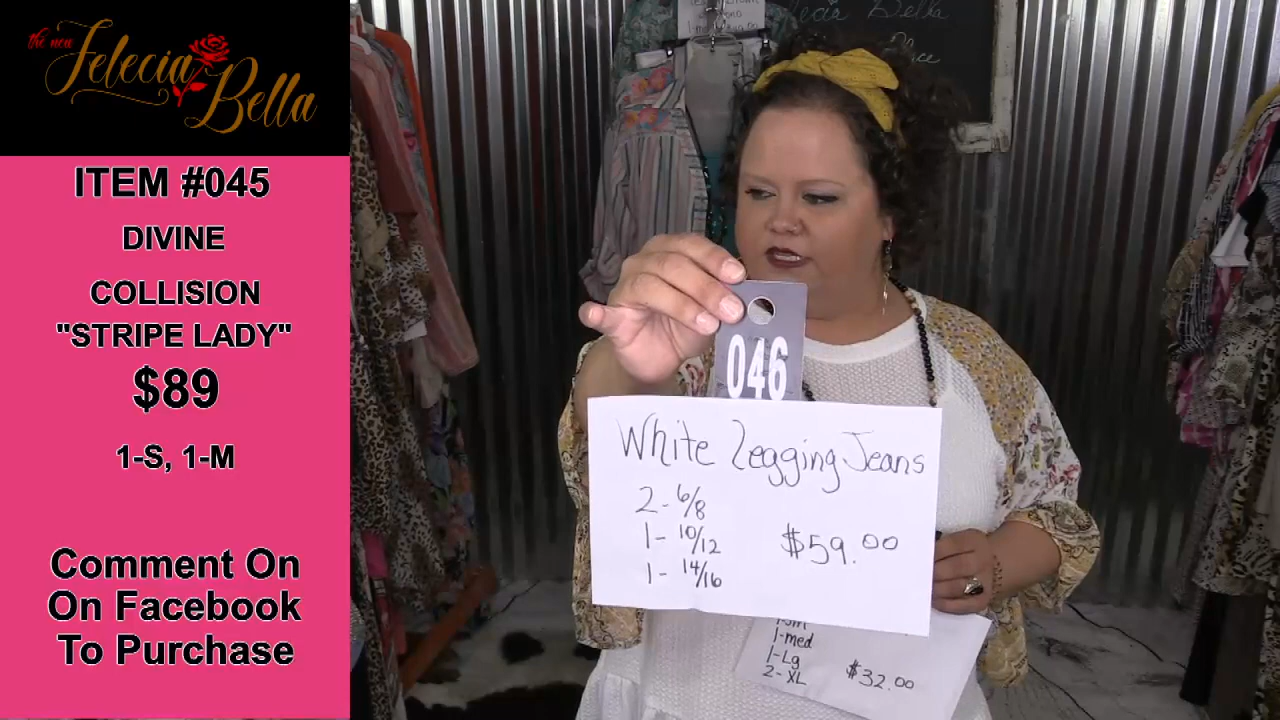 the new
Felecia
Bella
ITEM #045
DIVINE
COLLISION
"STRIPE LADY"
$89
1-S, 1-M
Comment On
On Facebook
To Purchase
046
White Legging Jeans
2- 6/8
1- 10/12
1- 14/16
$59.00
1-med
1-Lg
2-XL
$32.00
Bella